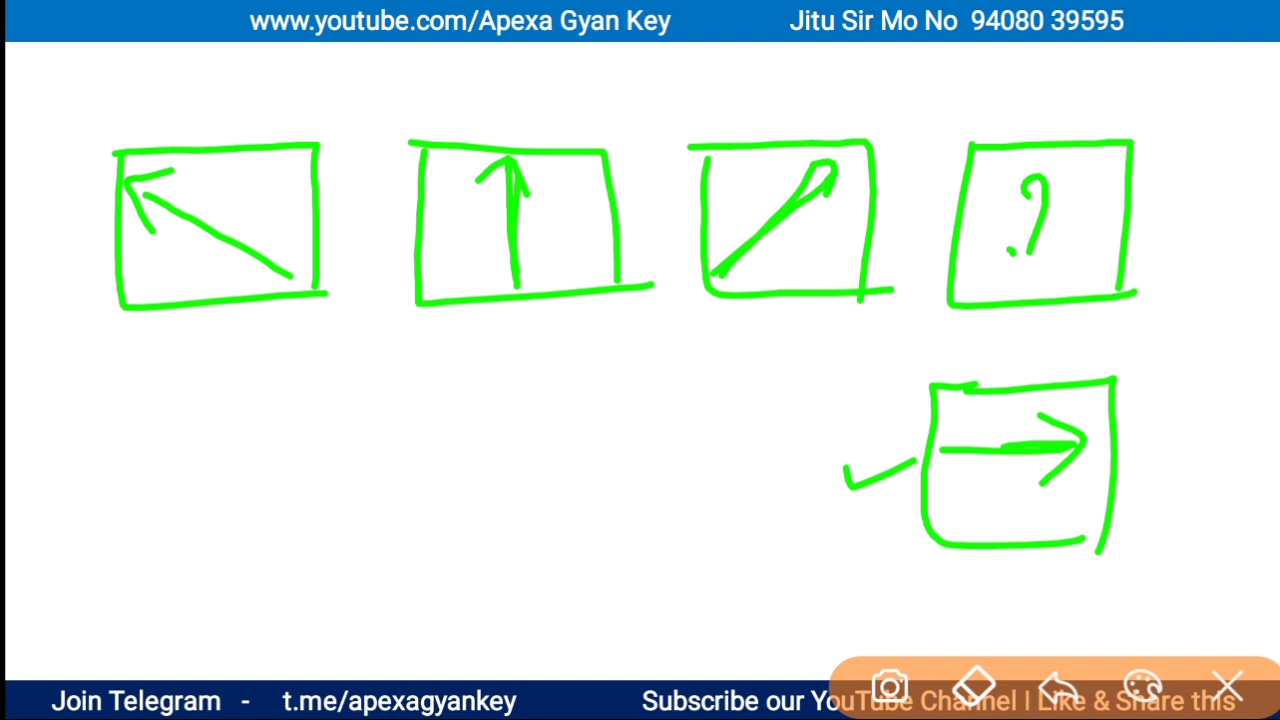 www.youtube.com/Apexa Gyan Key Jitu Sir Mo No 94080 39595
?
Join Telegram - t.me/apexagyankey Subscribe our YouTube Channel I Like & Share this